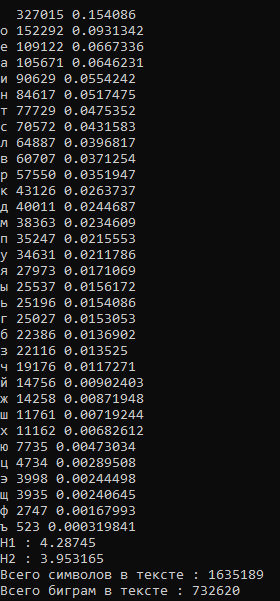 327015 0.154086
о 152292 0.0931342
е 109122 0.0667336
а 105671 0.0646231
и 90629 0.0554242
н 84617 0.0517475
т 77729 0.0475352
с 70572 0.0431583
л 64887 0.0396817
в 60707 0.0371254
р 57550 0.0351947
к 43126 0.0263737
д 40011 0.0244687
м 38363 0.0234609
п 35247 0.0215553
у 34631 0.0211786
я 27973 0.0171069
ы 25537 0.0156172
ь 25196 0.0154086
г 25027 0.0153053
б 22386 0.0136902
з 22116 0.013525
ч 19176 0.0117271
й 14756 0.00902403
ж 14258 0.00871948
ш 11761 0.00719244
х 11162 0.00682612
ю 7735 0.00473034
ц 4734 0.00289508
э 3998 0.00244498
щ 3935 0.00240645
ф 2747 0.00167993
ъ 523 0.000319841
H1 : 4.28745
H2 : 3.953165
Всего символов в тексте : 1635189
Всего биграм в тексте : 732620